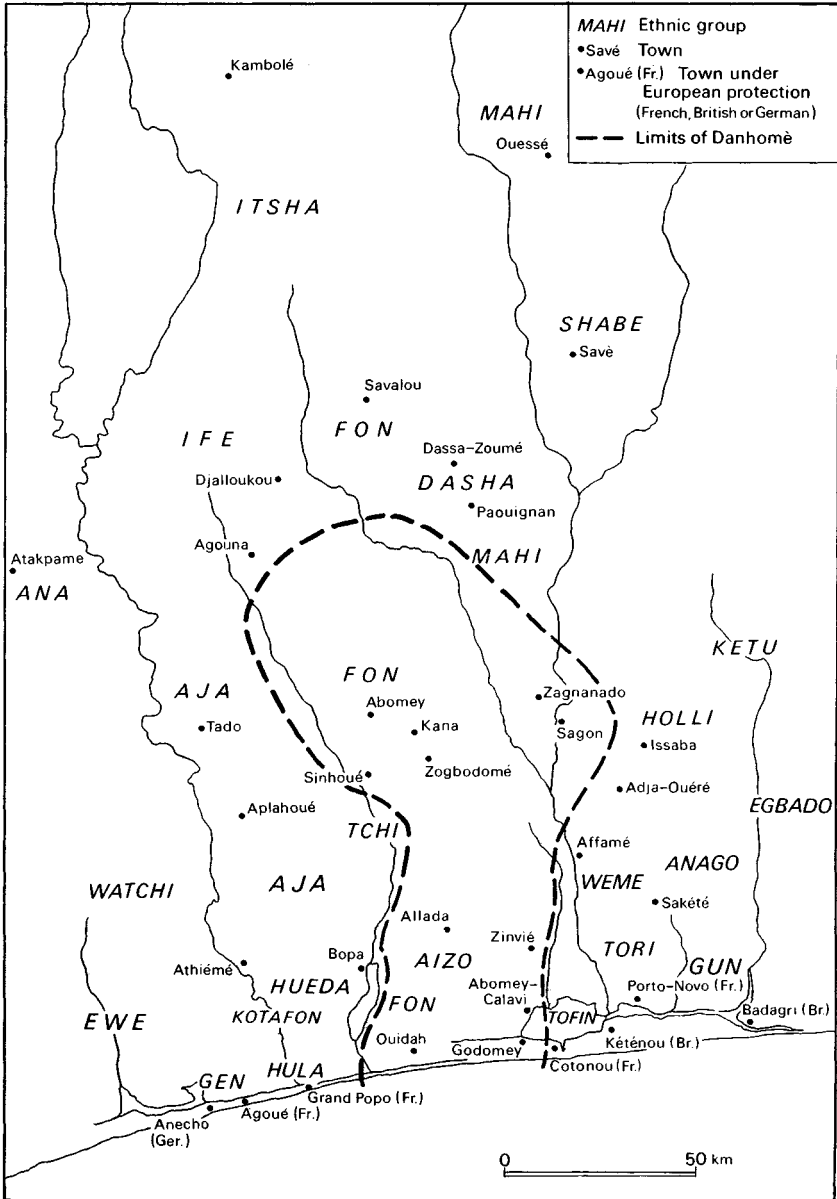 MAHI Ethnic group
•Savé Town
•Agoué (Fr.) Town under
European protection
(French, British or German)
Limits of Danhomè
Kambolé
MAHI
Ouessé
ITSHA
SHABE
Savè
Savalou
IFE
FON
Dassa-Zoumé
Djalloukou
DASHA
Paouignan
Agouna
MAHI
Atakpame
ANA
KETU
AJA
FON
Zagnanado
Abomey
HOLLI
Tado
Kana
Sagon
Issaba
Sinhoué
Zogbodomé
Adja-Ouéré
Aplahoué
EGBADO
TCHI
Affamé
WATCHI
AJA
WEME
ANAGO
Allada
Sakété
Zinvié
TORI
Athiémé
Bopa
AIZO
GUN
HUEDA
Abomey-
Calavi
Porto-Novo (Fr.)
EWE
KOTAFON
FON
TOFIN
Badagri (Br.)
Ouidah
Godomey
Kéténou (Br.)
Cotonou (Fr.)
HULA
GEN
Grand Popo (Fr.)
Agoué (Fr.)
Anecho
(Ger.)
0 50 km